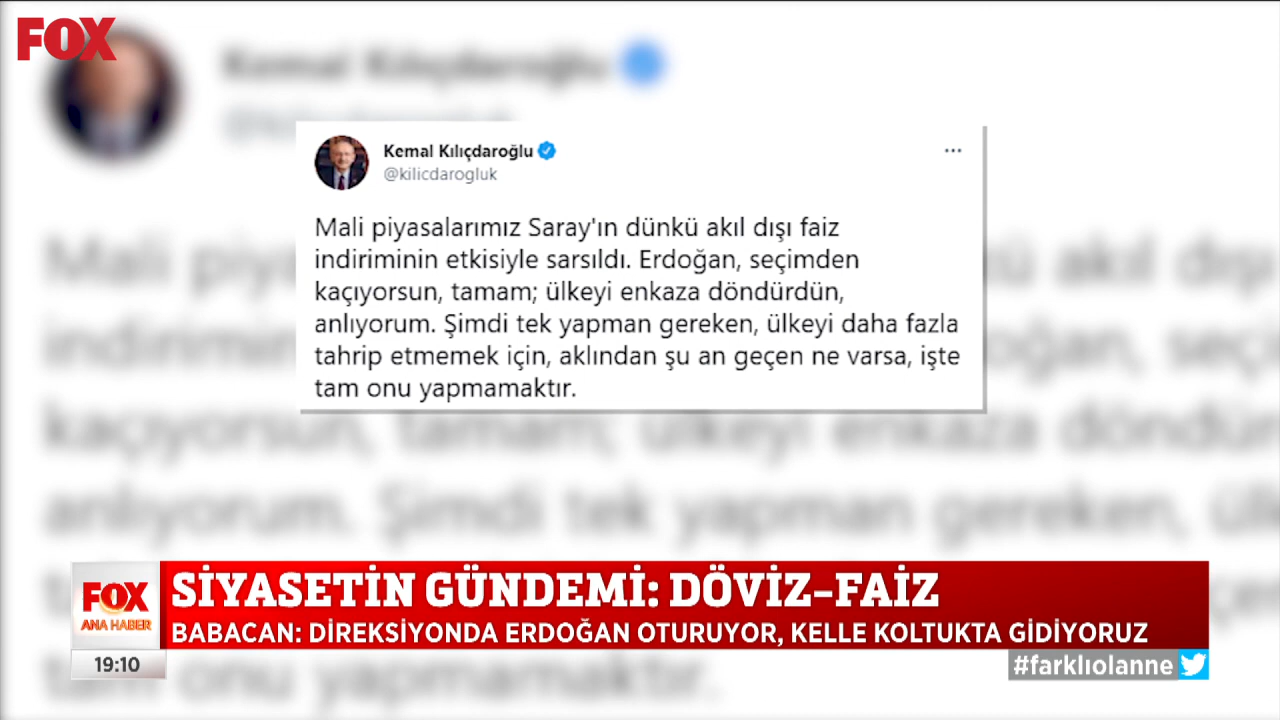 FOX
Kemal Kılıçdaroğlu
Kemal Kılıçdaroğlu
@kilicdarogluk
Mali piyasalarımız Saray'ın dünkü akıl dışı faiz
indiriminin etkisiyle sarsıldı. Erdoğan, seçimden
kaçıyorsun, tamam; ülkeyi enkaza döndürdün,
anlıyorum. Şimdi tek yapman gereken, ülkeyi daha fazla
tahrip etmemek için, aklından şu an geçen ne varsa, işte
tam onu yapmamaktır.
FOX
ANA HABER
SİYASETİN GÜNDEMİ: DÖVİZ-FAİZ
BABACAN: DİREKSİYONDA ERDOĞAN OTURUYOR, KELLE KOLTUKTA GİDİYORUZ
19:10
#farklıolanne